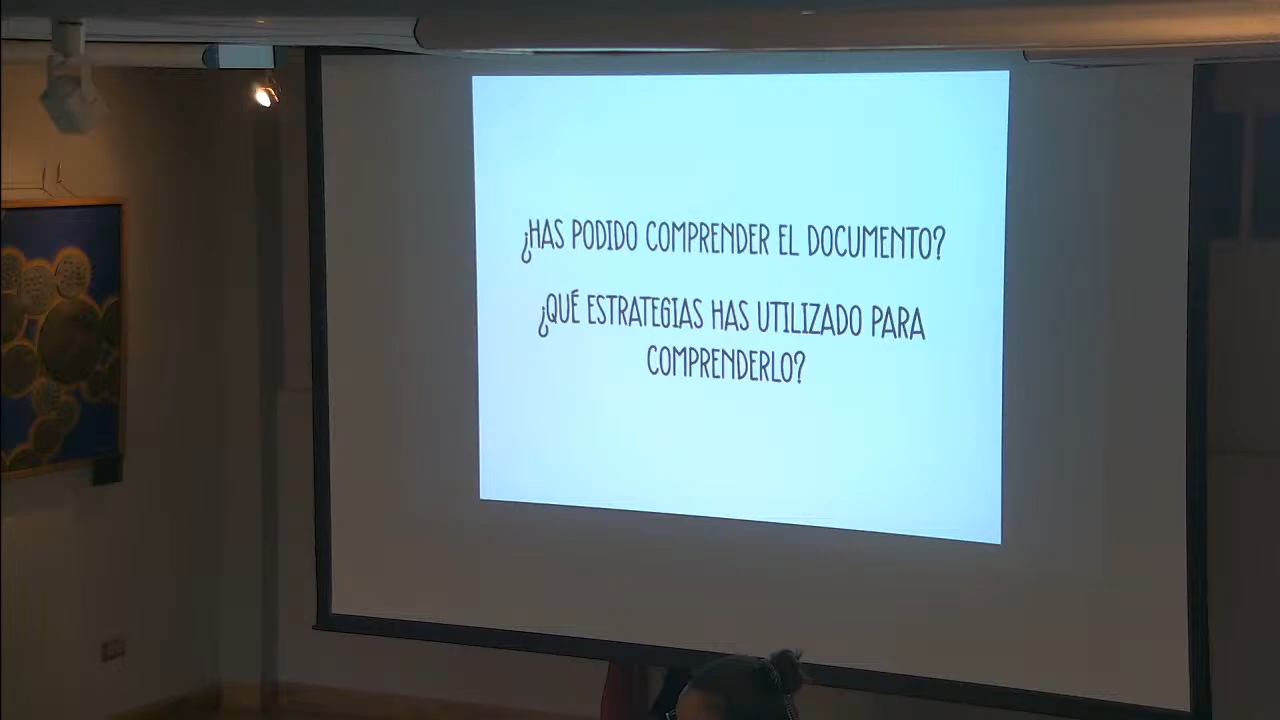 ¿HAS PODIDO COMPRENDER EL DOCUMENTO?
¿QUÉ ESTRATEGIAS HAS UTILIZADO PARA
COMPRENDERLO?